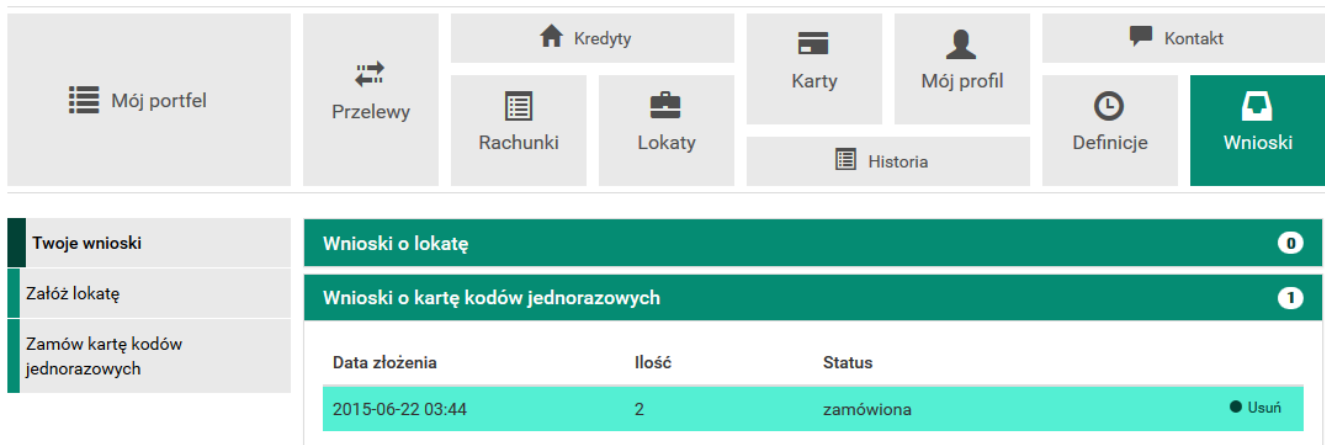 Mój portfel
Przelewy
Kredyty
Rachunki
Lokaty
Karty
Mój profil
Historia
Kontakt
Definicje
Wnioski
Twoje wnioski
Załóż lokatę
Zamów kartę kodów
jednorazowych
Wnioski o lokatę 0
Wnioski o kartę kodów jednorazowych 1
Data złożenia Ilość Status
2015-06-22 03:44 2 zamówiona Usuń